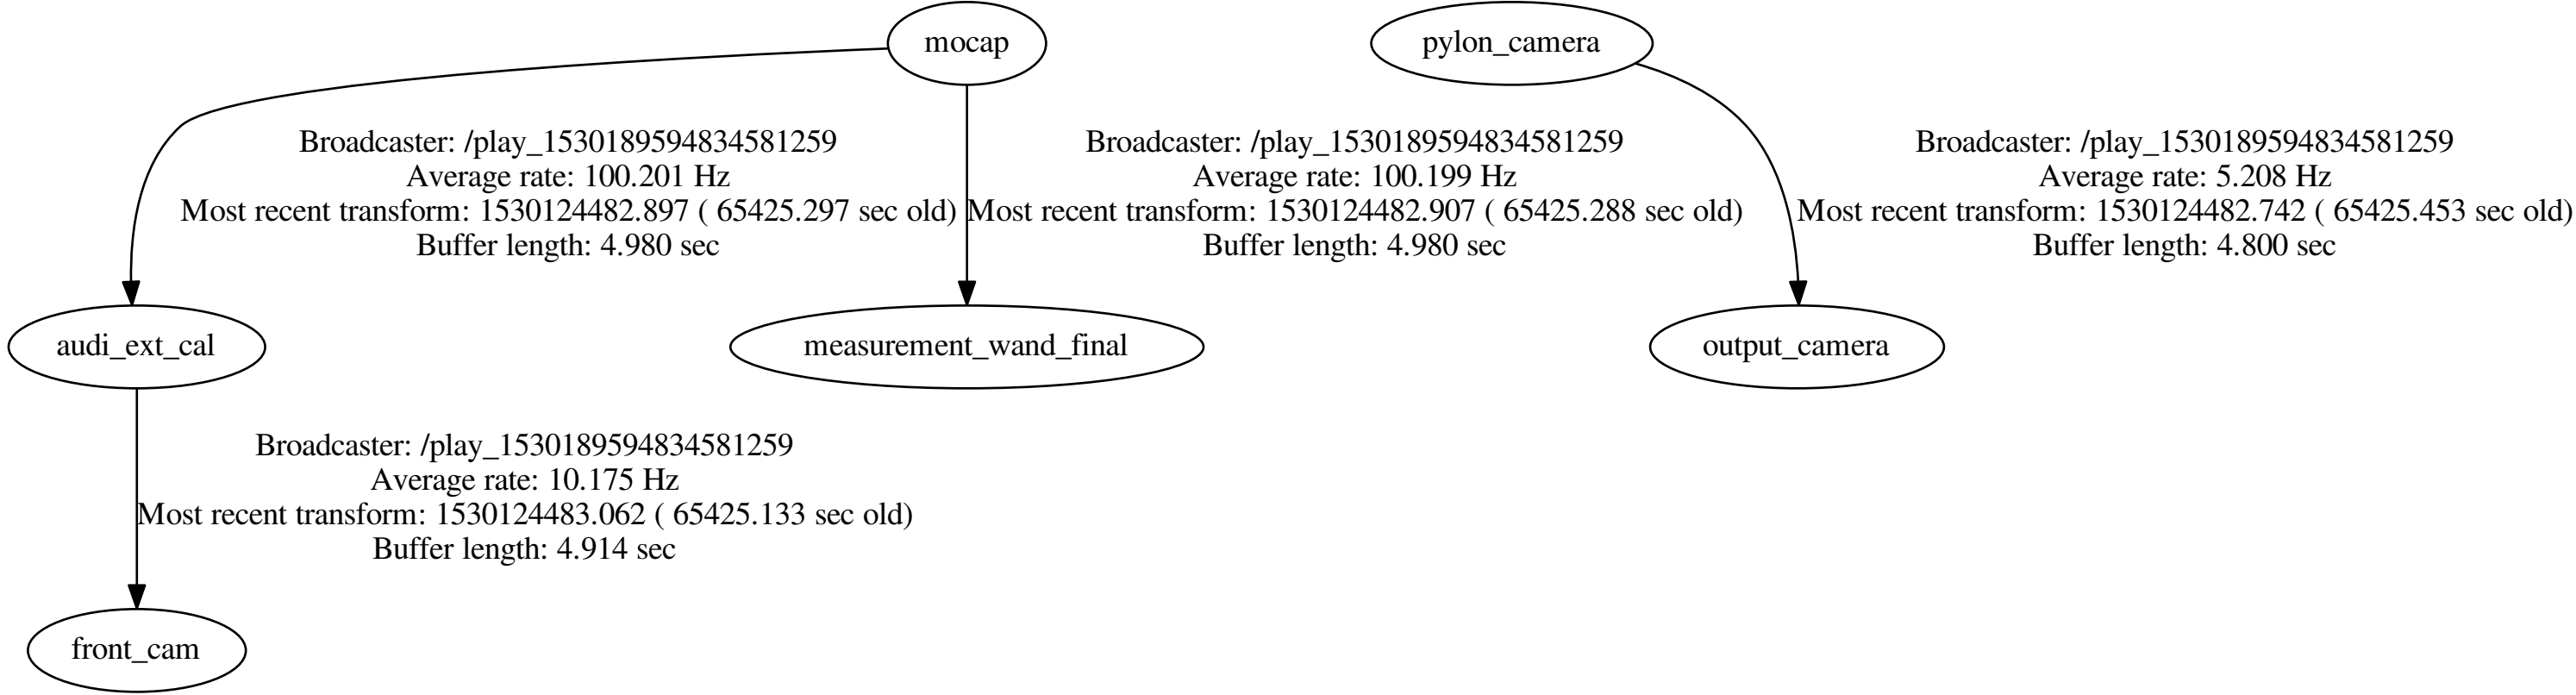 mocap
pylon_camera
Broadcaster: /play_1530189594834581259
Average rate: 100.201 Hz
Most recent transform: 1530124482.897 ( 65425.297 sec old)
Buffer length: 4.980 sec
Broadcaster: /play_1530189594834581259
Average rate: 100.199 Hz
Most recent transform: 1530124482.907 ( 65425.288 sec old)
Buffer length: 4.980 sec
Broadcaster: /play_1530189594834581259
Average rate: 5.208 Hz
Most recent transform: 1530124482.742 ( 65425.453 sec old)
Buffer length: 4.800 sec
audi_ext_cal
measurement_wand_final
output_camera
Broadcaster: /play_1530189594834581259
Average rate: 10.175 Hz
Most recent transform: 1530124483.062 ( 65425.133 sec old)
Buffer length: 4.914 sec
front_cam